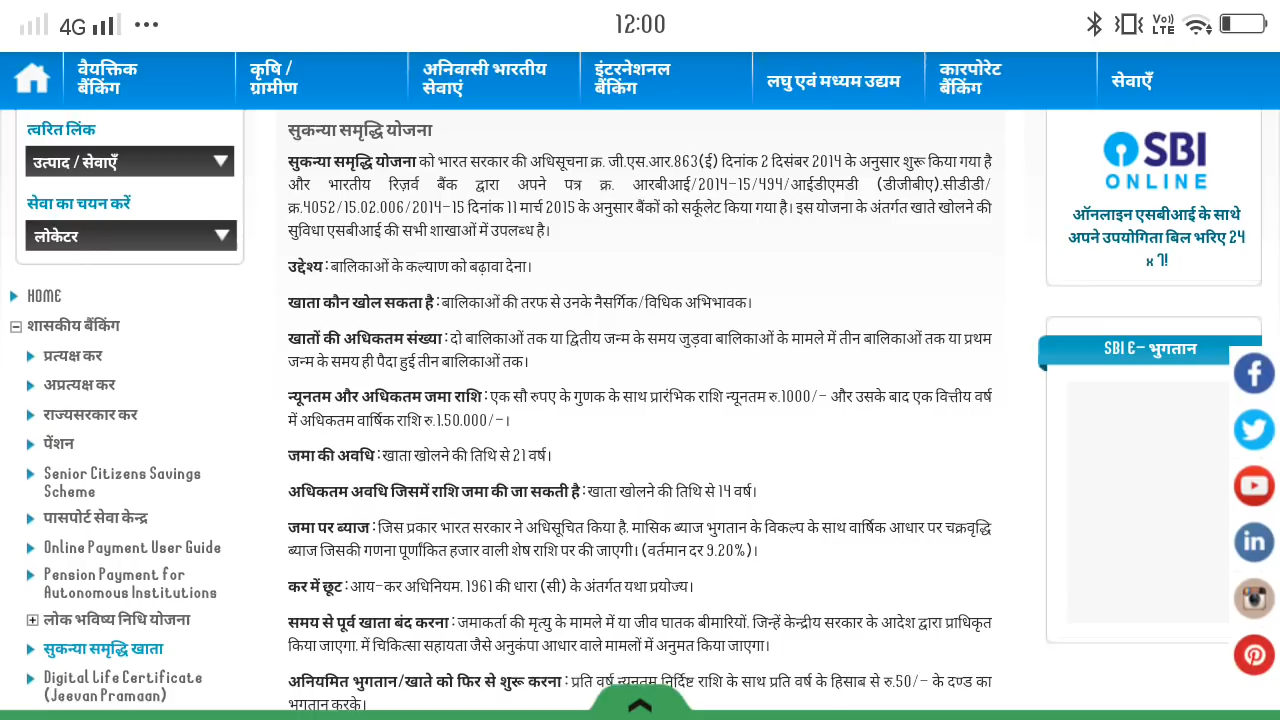 4G 12:00 Vo)) LTE
वैयक्तिक बैंकिंग
कृषि / ग्रामीण
अनिवासी भारतीय सेवाएं
इंटरनेशनल बैंकिंग
लघु एवं मध्यम उद्यम
कारपोरेट बैंकिंग
सेवाएँ
त्वरित लिंक
उत्पाद / सेवाएँ
सेवा का चयन करें
लोकेटर
HOME
शासकीय बैंकिंग
प्रत्यक्ष कर
अप्रत्यक्ष कर
राज्यसरकार कर
पेंशन
Senior Citizens Savings
Scheme
पासपोर्ट सेवा केन्द्र
Online Payment User Guide
Pension Payment for
Autonomous Institutions
लोक भविष्य निधि योजना
सुकन्या समृद्धि खाता
Digital Life Certificate
(Jeevan Pramaan)
सुकन्या समृद्धि योजना
सुकन्या समृद्धि योजना को भारत सरकार की अधिसूचना क्र. जी.एस.आर.863(ई) दिनांक 2 दिसंबर 2014 के अनुसार शुरू किया गया है
और भारतीय रिज़र्व बैंक द्वारा अपने पत्र क्र. आरबीआई/2014-15/494/आईडीएमडी (डीजीबीए).सीडीडी/
क्र.4052/15.02.006/2014-15 दिनांक 11 मार्च 2015 के अनुसार बैंकों को सर्कूलेट किया गया है। इस योजना के अंतर्गत खाते खोलने की
सुविधा एसबीआई की सभी शाखाओं में उपलब्ध है।
उद्देश्य : बालिकाओं के कल्याण को बढ़ावा देना।
खाता कौन खोल सकता है : बालिकाओं की तरफ से उनके नैसर्गिक/विधिक अभिभावक।
खातों की अधिकतम संख्या : दो बालिकाओं तक या द्वितीय जन्म के समय जुड़वा बालिकाओं के मामले में तीन बालिकाओं तक या प्रथम
जन्म के समय ही पैदा हुई तीन बालिकाओं तक।
न्यूनतम और अधिकतम जमा राशि : एक सौ रुपए के गुणक के साथ प्रारंभिक राशि न्यूनतम रु.1000/- और उसके बाद एक वित्तीय वर्ष
में अधिकतम वार्षिक राशि रु.1,50,000/-।
जमा की अवधि : खाता खोलने की तिथि से 21 वर्ष।
अधिकतम अवधि जिसमें राशि जमा की जा सकती है : खाता खोलने की तिथि से 14 वर्ष।
जमा पर ब्याज : जिस प्रकार भारत सरकार ने अधिसूचित किया है, मासिक ब्याज भुगतान के विकल्प के साथ वार्षिक आधार पर चक्रवृद्धि
ब्याज जिसकी गणना पूर्णांकित हजार वाली शेष राशि पर की जाएगी। (वर्तमान दर 9.20%)।
कर में छूट : आय-कर अधिनियम, 1961 की धारा (सी) के अंतर्गत यथा प्रयोज्य।
समय से पूर्व खाता बंद करना : जमाकर्ता की मृत्यु के मामले में या जीव घातक बीमारियों, जिन्हें केन्द्रीय सरकार के आदेश द्वारा प्राधिकृत
किया जाएगा, में चिकित्सा सहायता जैसे अनुकंपा आधार वाले मामलों में अनुमत किया जाएगा।
अनियमित भुगतान/खाते को फिर से शुरू करना : प्रति वर्ष न्यूनतम निर्दिष्ट राशि के साथ प्रति वर्ष के हिसाब से रु.50/- के दण्ड का
भुगतान करके।
SBI
ONLINE
ऑनलाइन एसबीआई के साथे
अपने उपयोगिता बिल भरिए 24
x 7!
SBI E- भुगतान